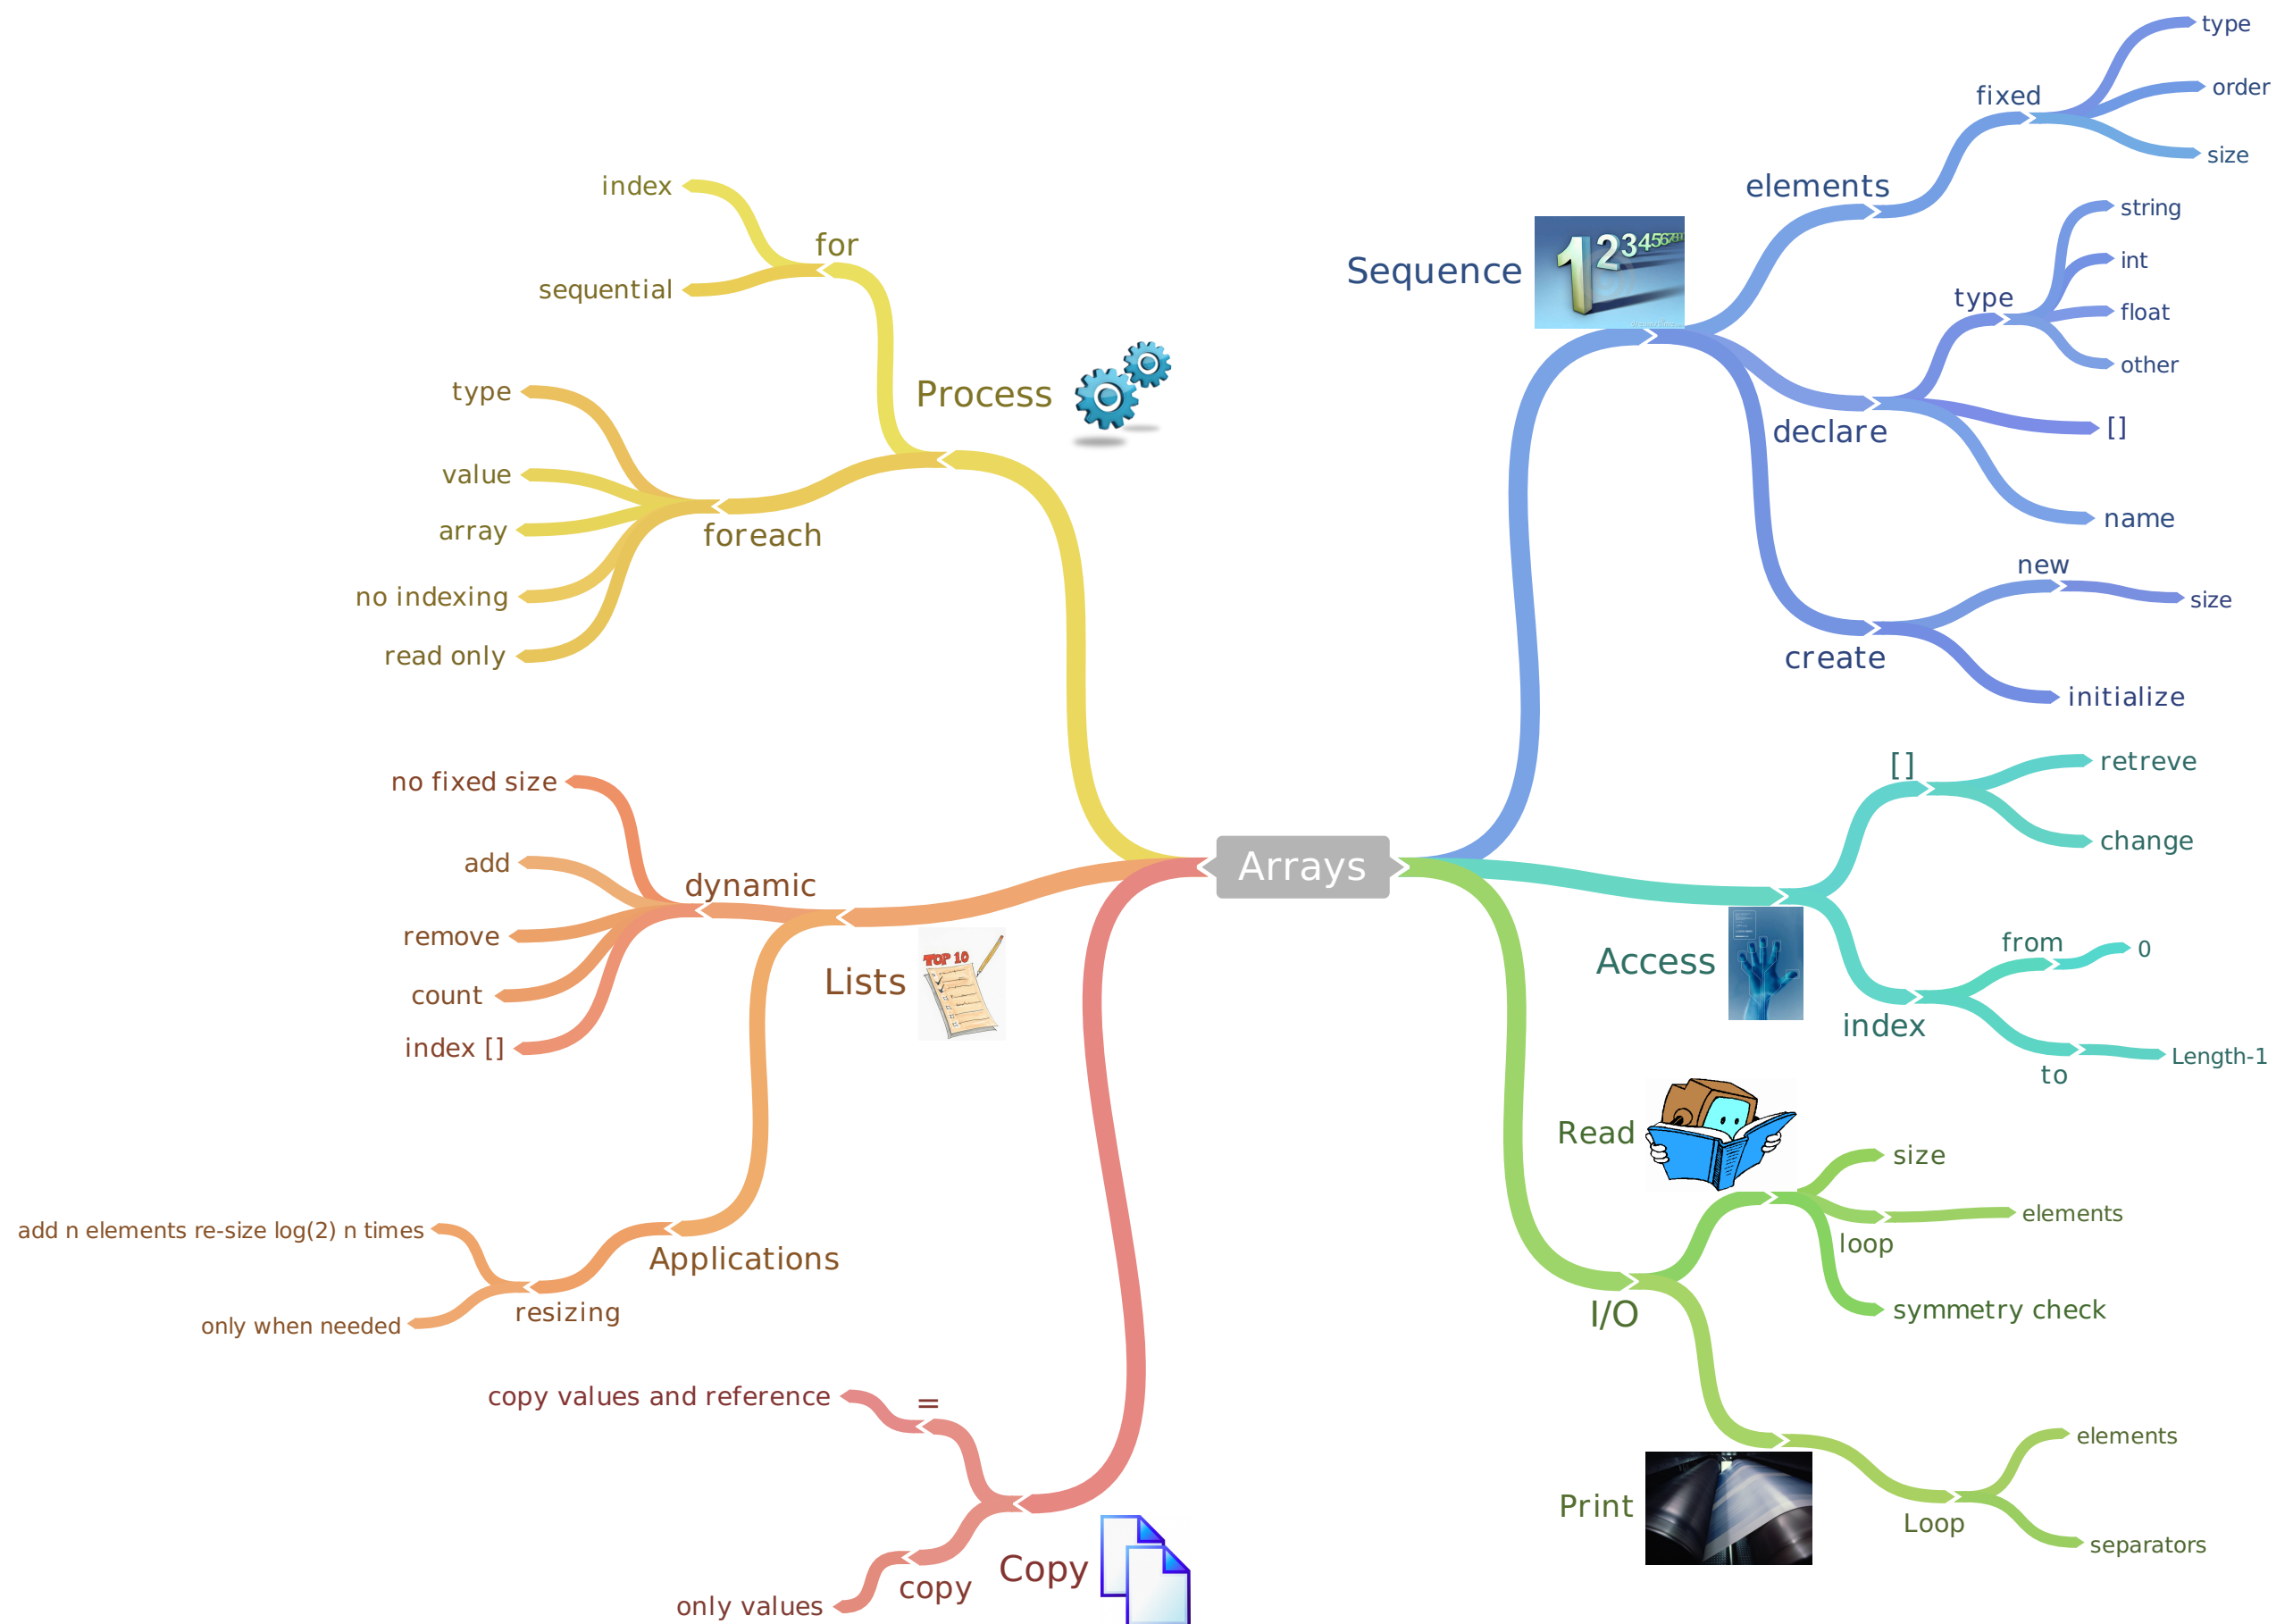 Arrays
Sequence
elements
fixed
type
order
size
declare
type
string
int
float
other
[]
name
create
new
size
initialize
Access
[]
retreve
change
index
from
0
to
Length-1
I/O
Read
size
loop
elements
symmetry check
Print
Loop
elements
separators
Process
for
index
sequential
foreach
type
value
array
no indexing
read only
Lists
TOP 10
dynamic
no fixed size
add
remove
count
index []
Applications
resizing
add n elements re-size log(2) n times
only when needed
Copy
=
copy values and reference
copy
only values